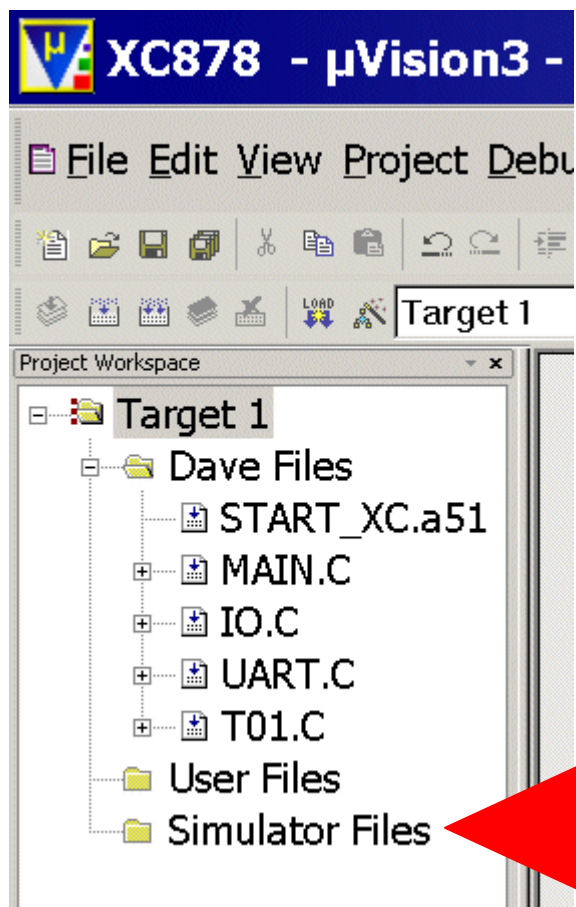 XC878 - µVision3 -
File Edit View Project Debu
LOAD Target 1
Project Workspace
Target 1
Dave Files
START_XC.a51
MAIN.C
IO.C
UART.C
T01.C
User Files
Simulator Files